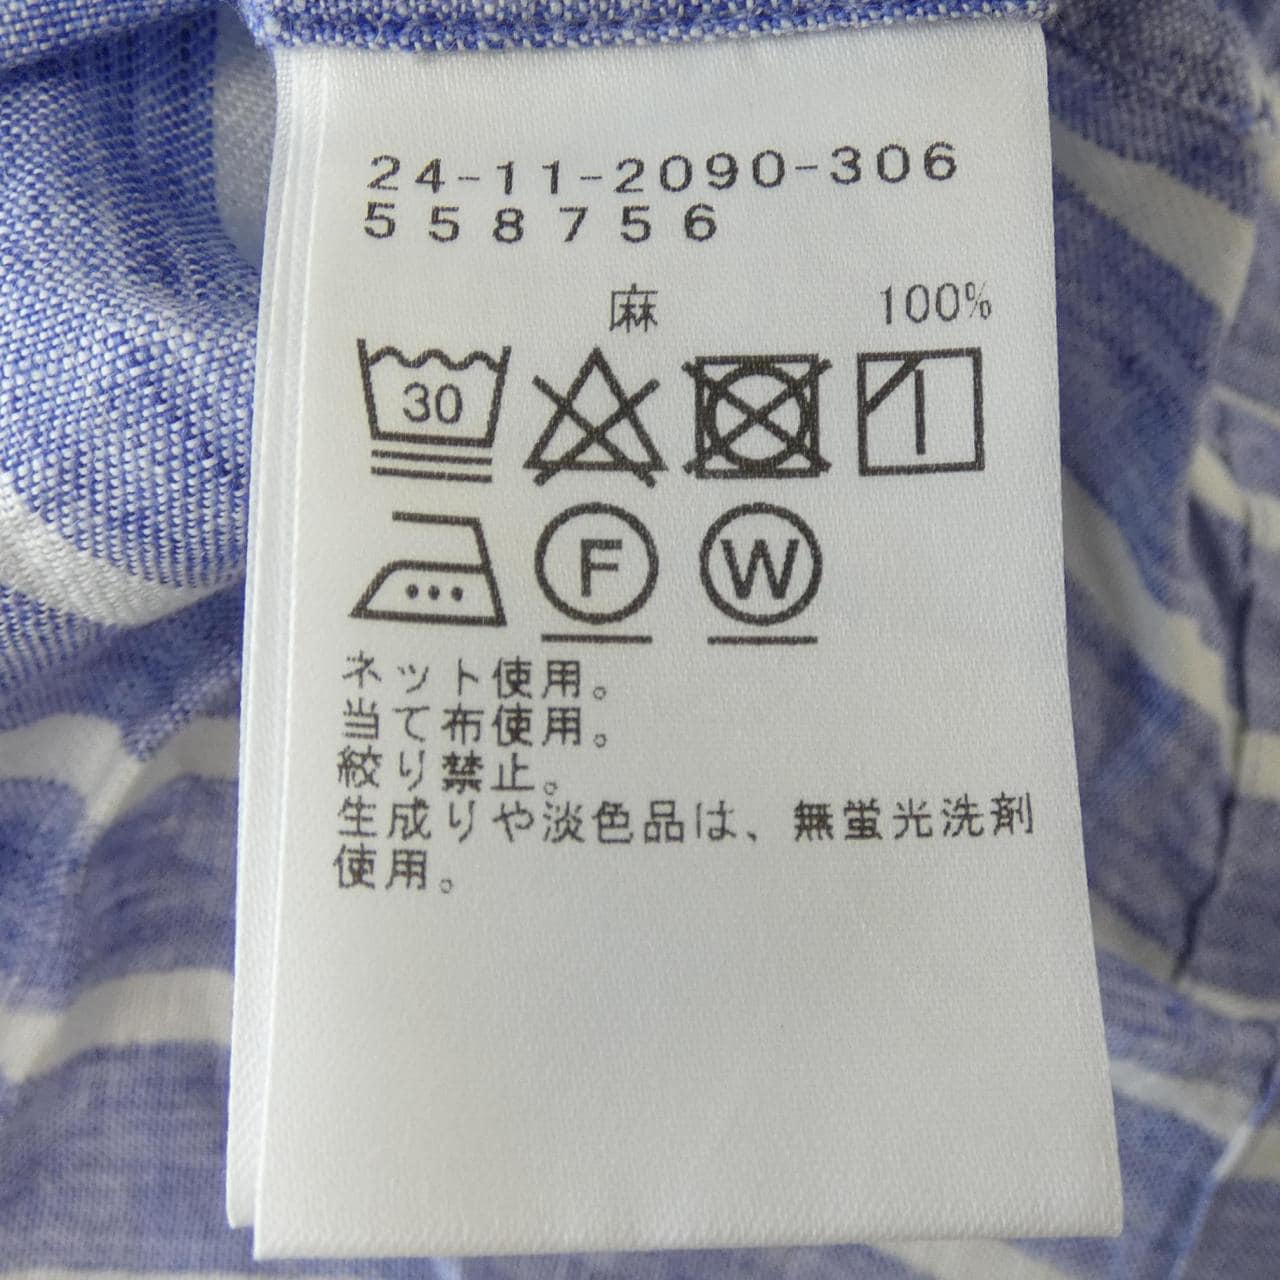 24-11-2090-306
558756
麻 100%
30
F W
ネット使用。
当て布使用。
絞り禁止。
生成りや淡色品は、無蛍光洗剤
使用。